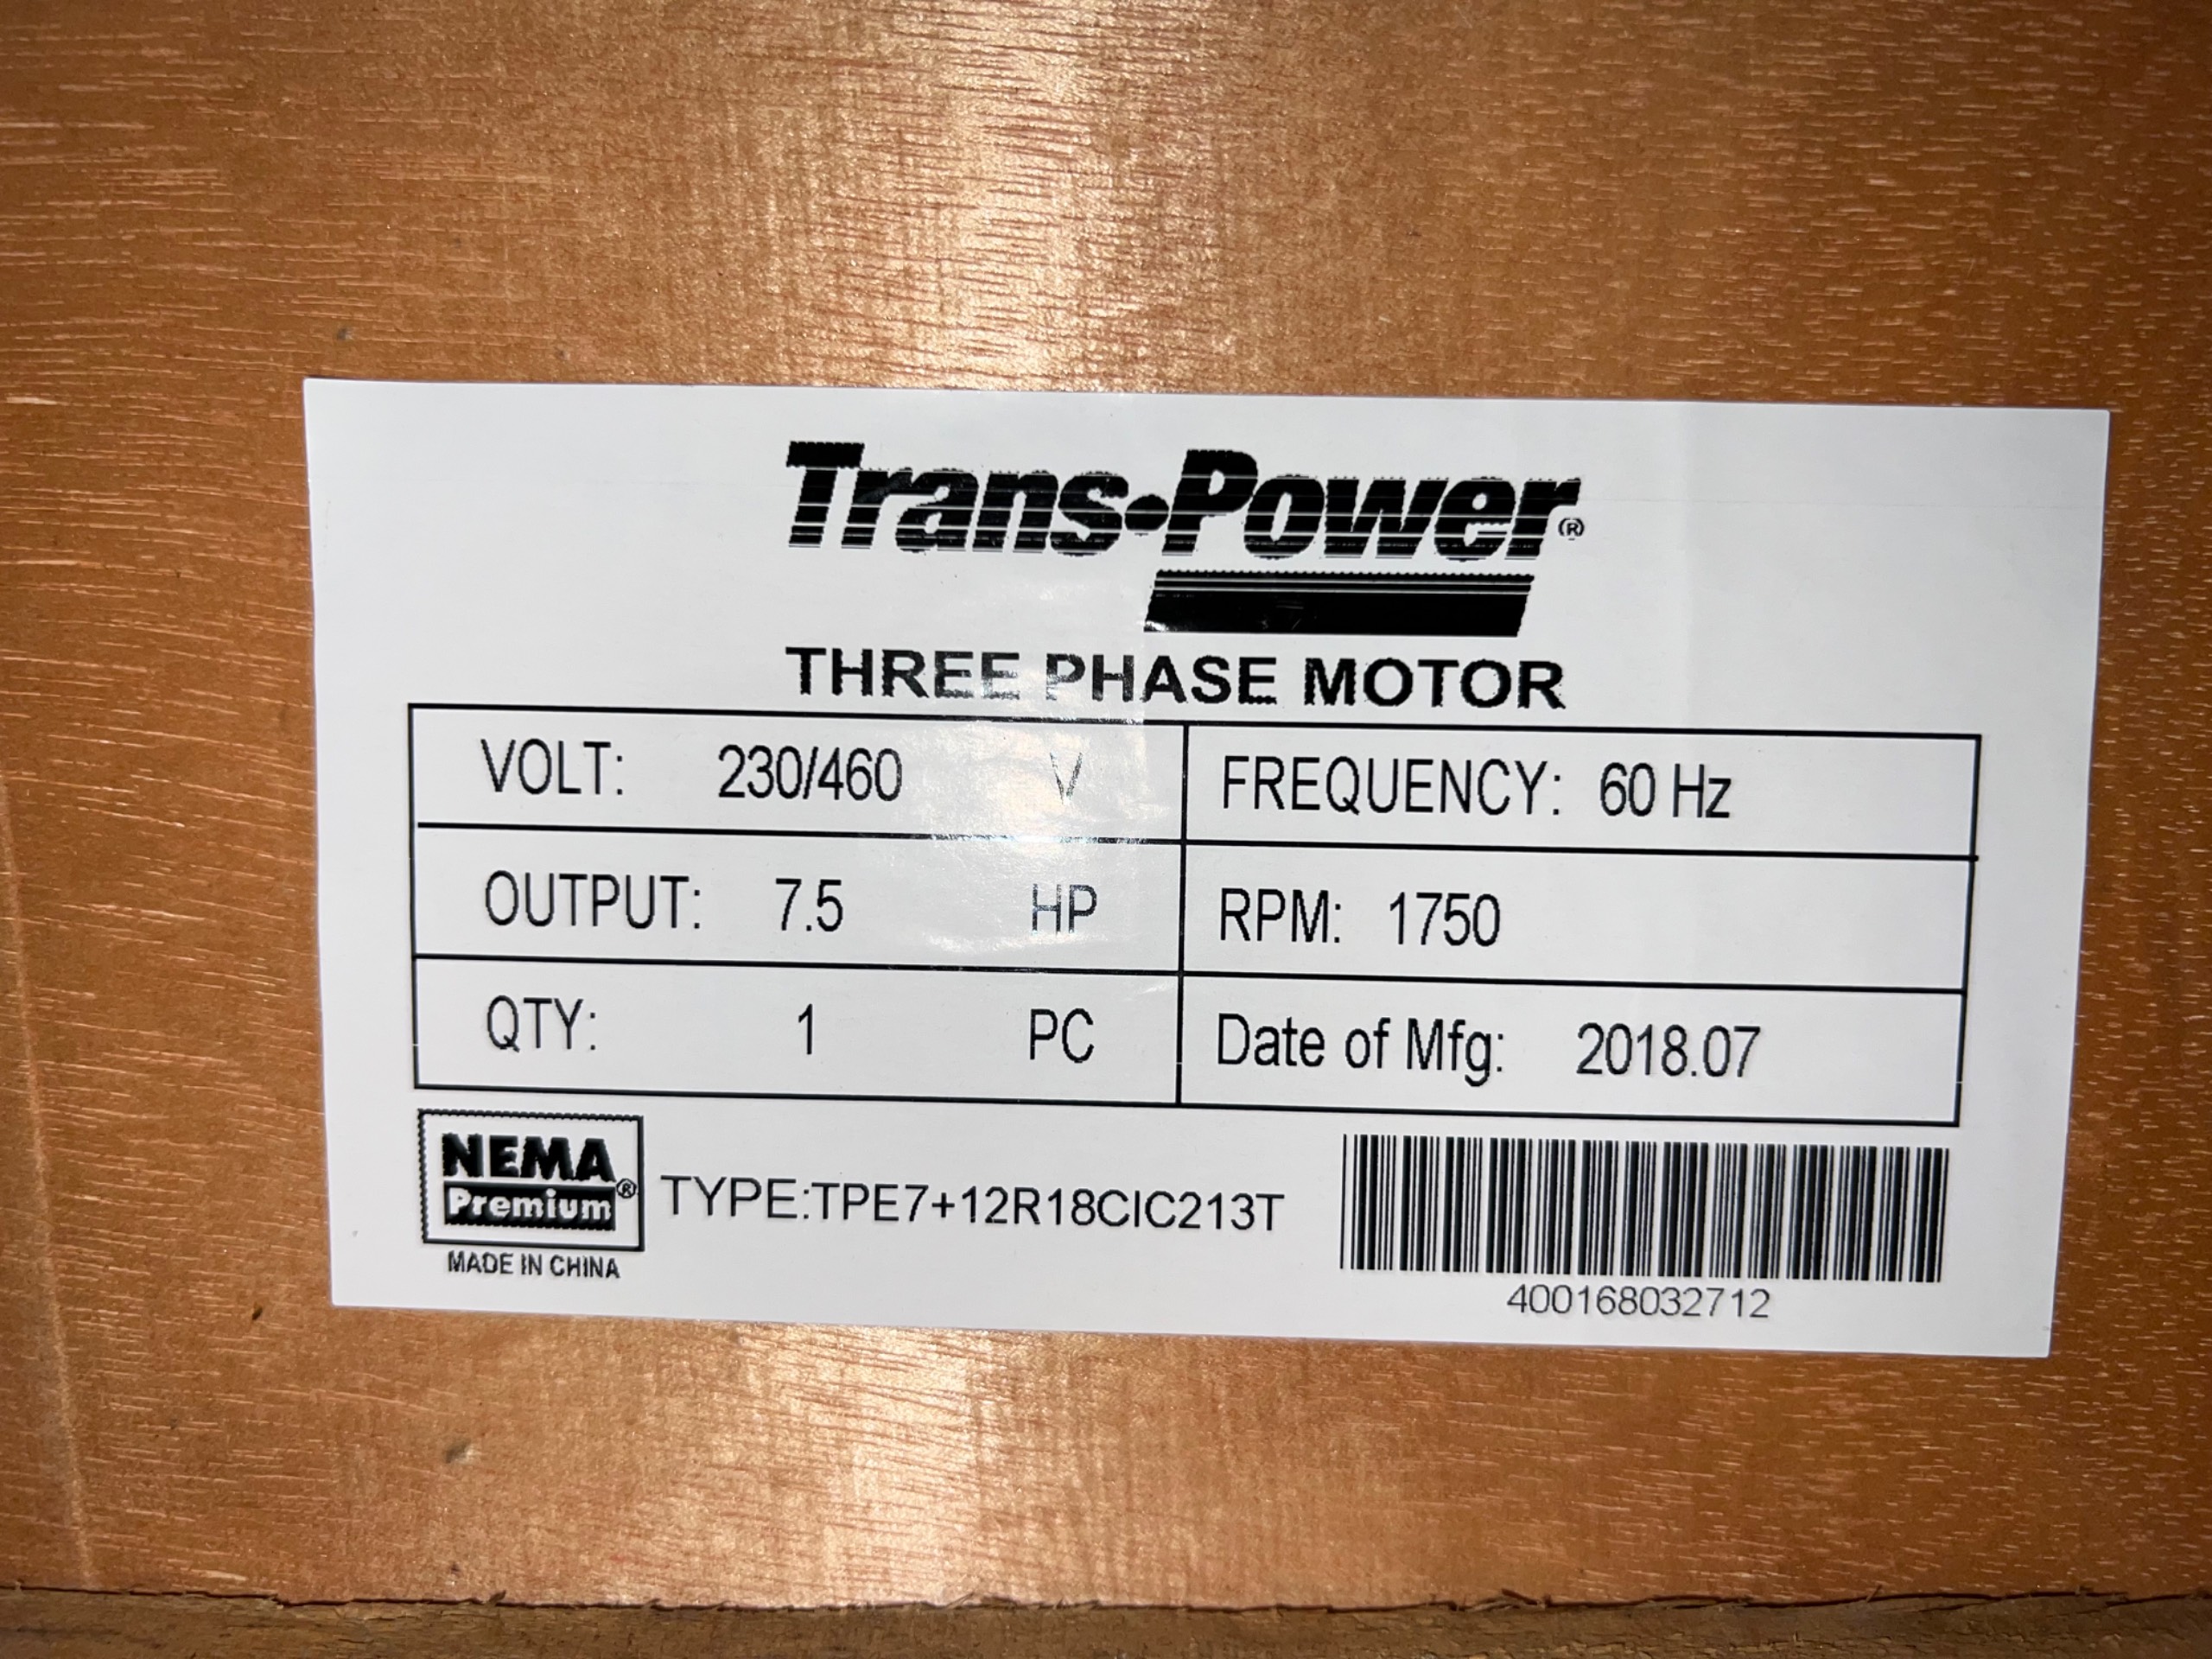 Trans•Power®
THREE PHASE MOTOR
VOLT: 230/460 V FREQUENCY: 60 Hz
OUTPUT: 7.5 HP RPM: 1750
QTY: 1 PC Date of Mfg: 2018.07
NEMA
Premium®
MADE IN CHINA
TYPE:TPE7+12R18CIC213T
400168032712